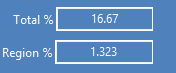 Total % 16.67
Region % 1.323